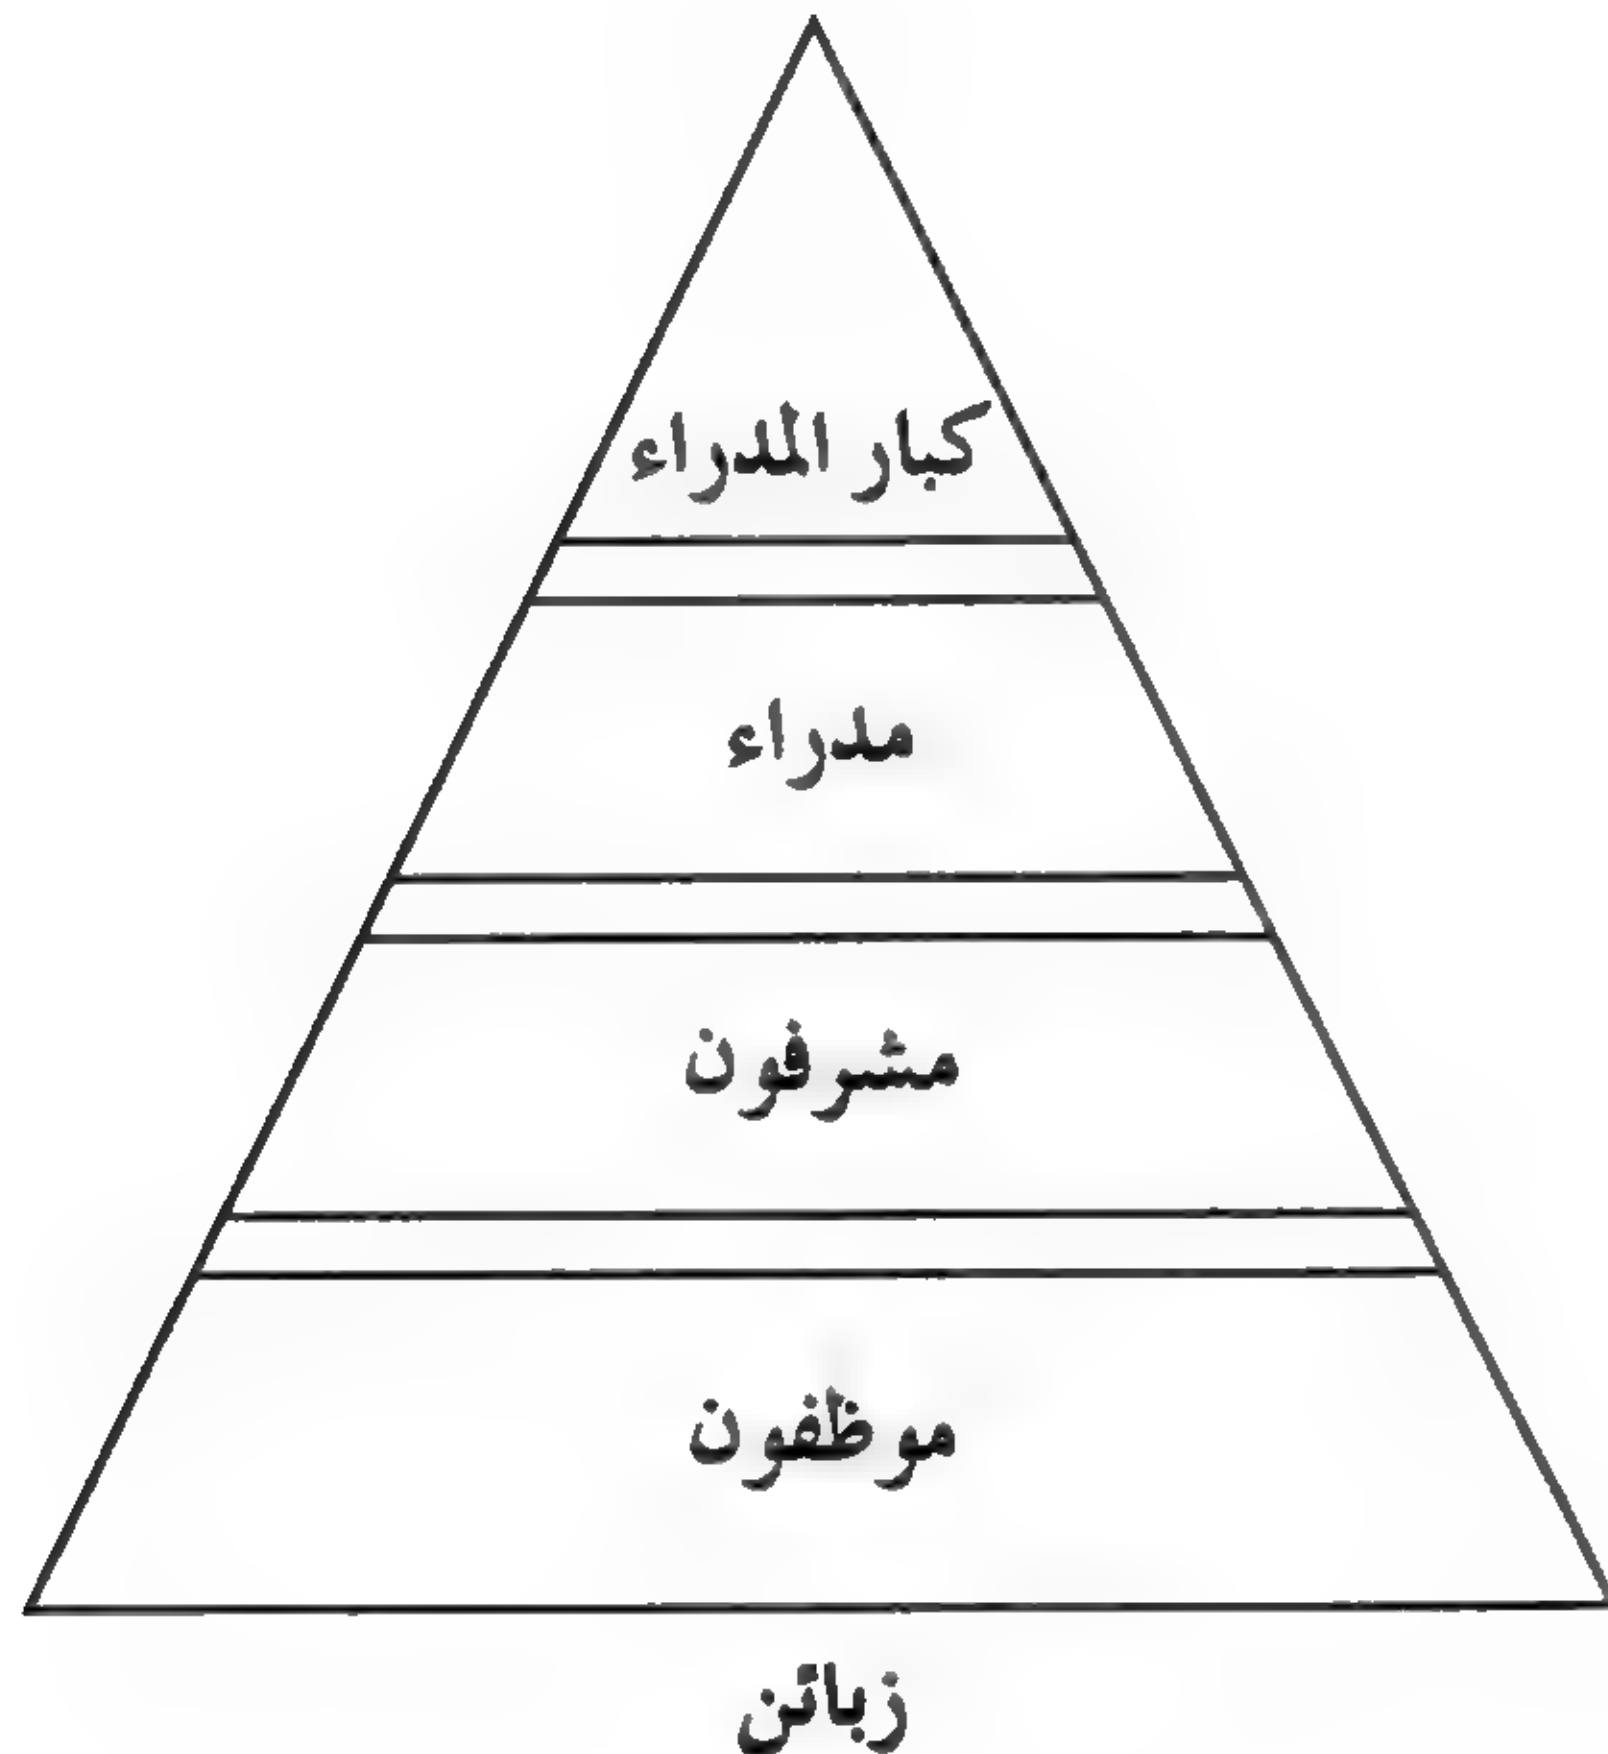 كبار المدراء
مدراء
مشرفون
موظفون
زبائن